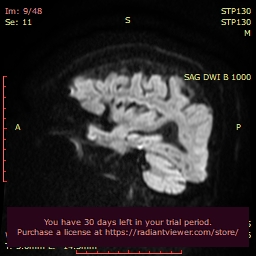 Im: 9/48
Se: 11
STP130
STP130
M
S
SAG DWI B 1000
A
P
You have 30 days left in your trial period.
Purchase a license at https://radiantviewer.com/store/